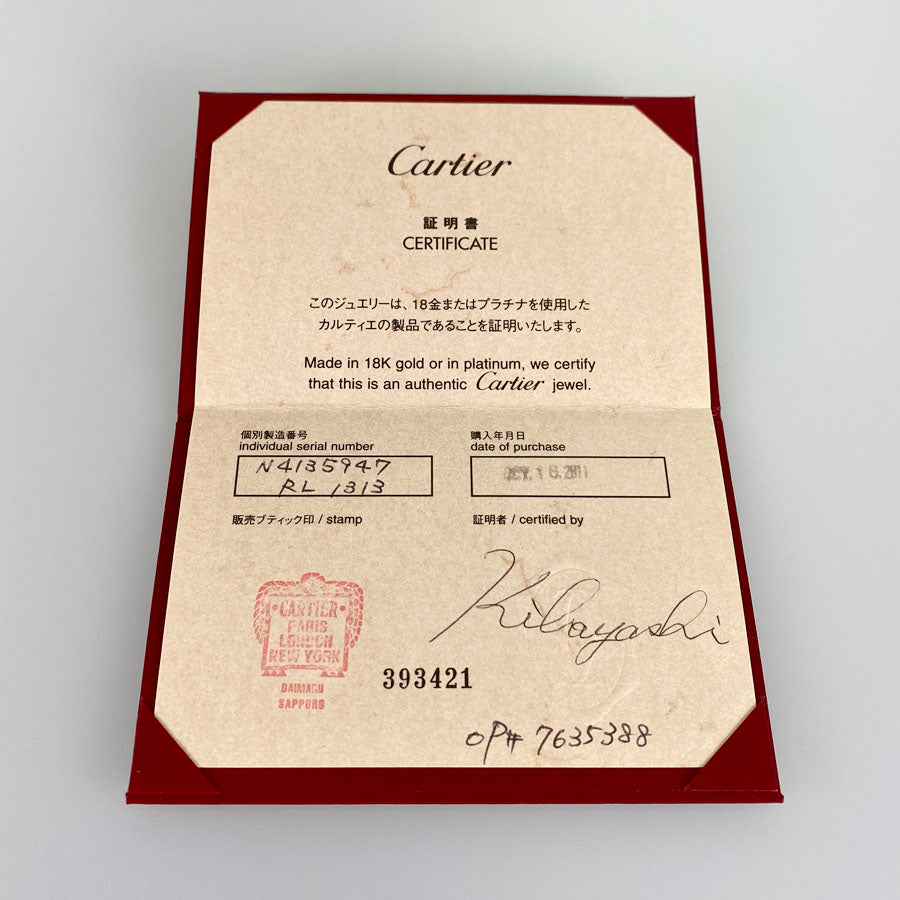 Cartier
証明書
CERTIFICATE
このジュエリーは、18金またはプラチナを使用した
カルティエの製品であることを証明いたします。
Made in 18K gold or in platinum, we certify
that this is an authentic Cartier jewel.
個別製造番号
individual serial number
N4135947
RL 1313
購入年月日
date of purchase
16.2011
販売ブティック印 / stamp
証明者 / certified by
Kibayashi
CARTIER
PARIS
LONDON
NEW YORK
DAIMARU
SAPPORO
393421
OP# 7635388